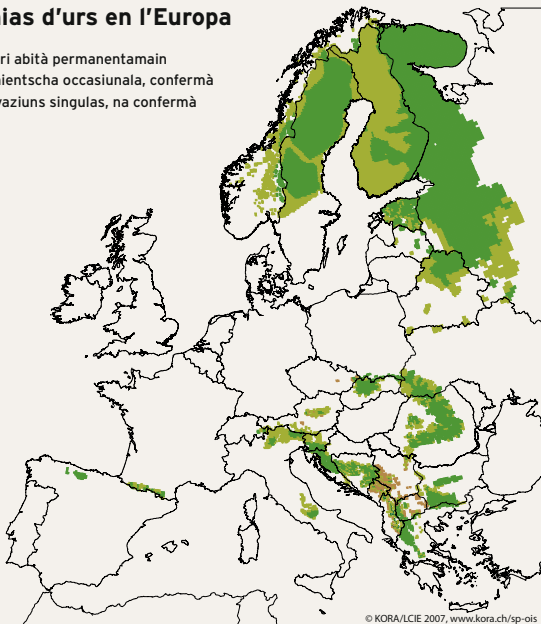 ias d'urs en l'Europa
ri abità permanentamain
ientscha occasiunala, confermà
vaziuns singulas, na confermà
© KORA/LCIE 2007, www.kora.ch/sp-ois